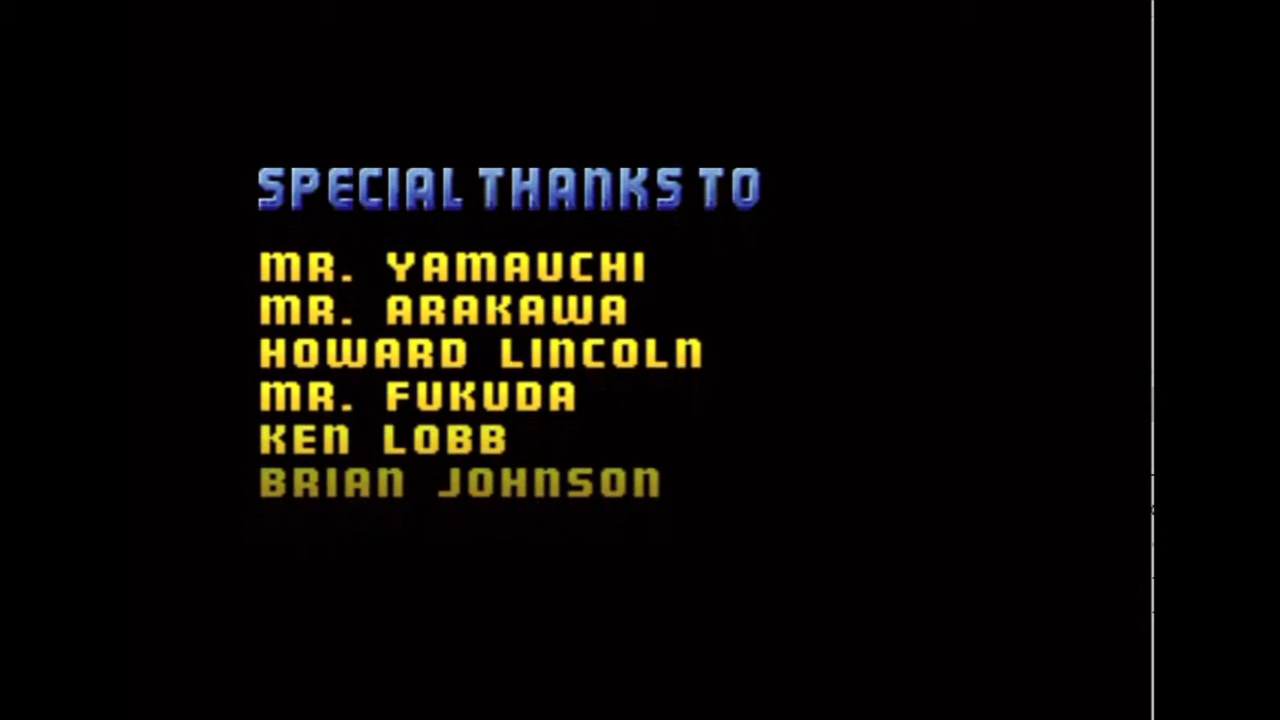 SPECIAL THANKS TO
MR. YAMAUCHI
MR. ARAKAWA
HOWARD LINCOLN
MR. FUKUDA
KEN LOBB
BRIAN JOHNSON